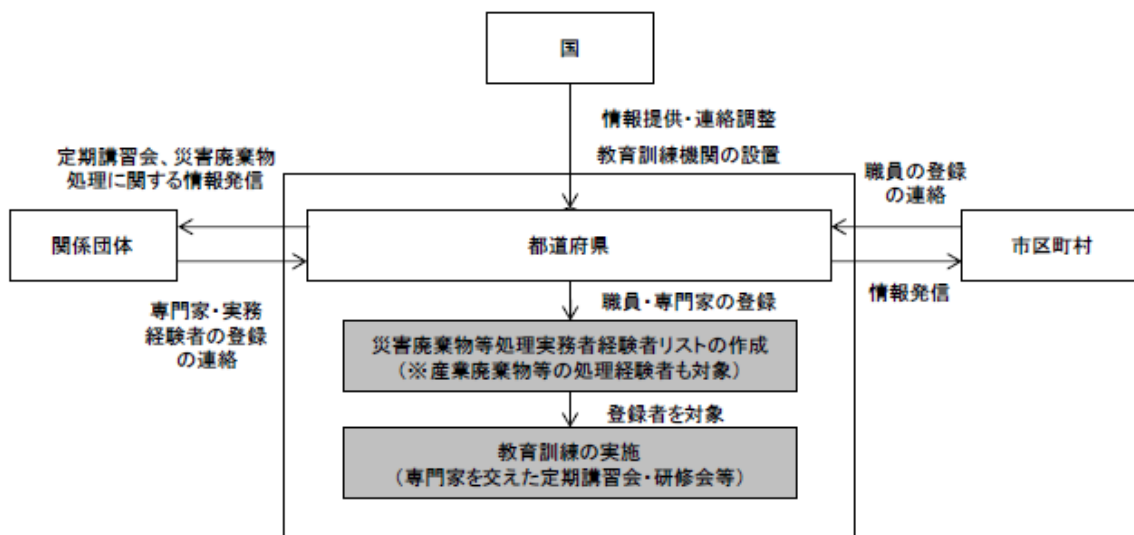 国
情報提供・連絡調整
教育訓練機関の設置
定期講習会、災害廃棄物
処理に関する情報発信
職員の登録
の連絡
関係団体
都道府県
市区町村
専門家・実務
経験者の登録
の連絡
職員・専門家の登録
情報発信
災害廃棄物等処理実務者経験者リストの作成
（※産業廃棄物等の処理経験者も対象）
登録者を対象
教育訓練の実施
（専門家を交えた定期講習会・研修会等）